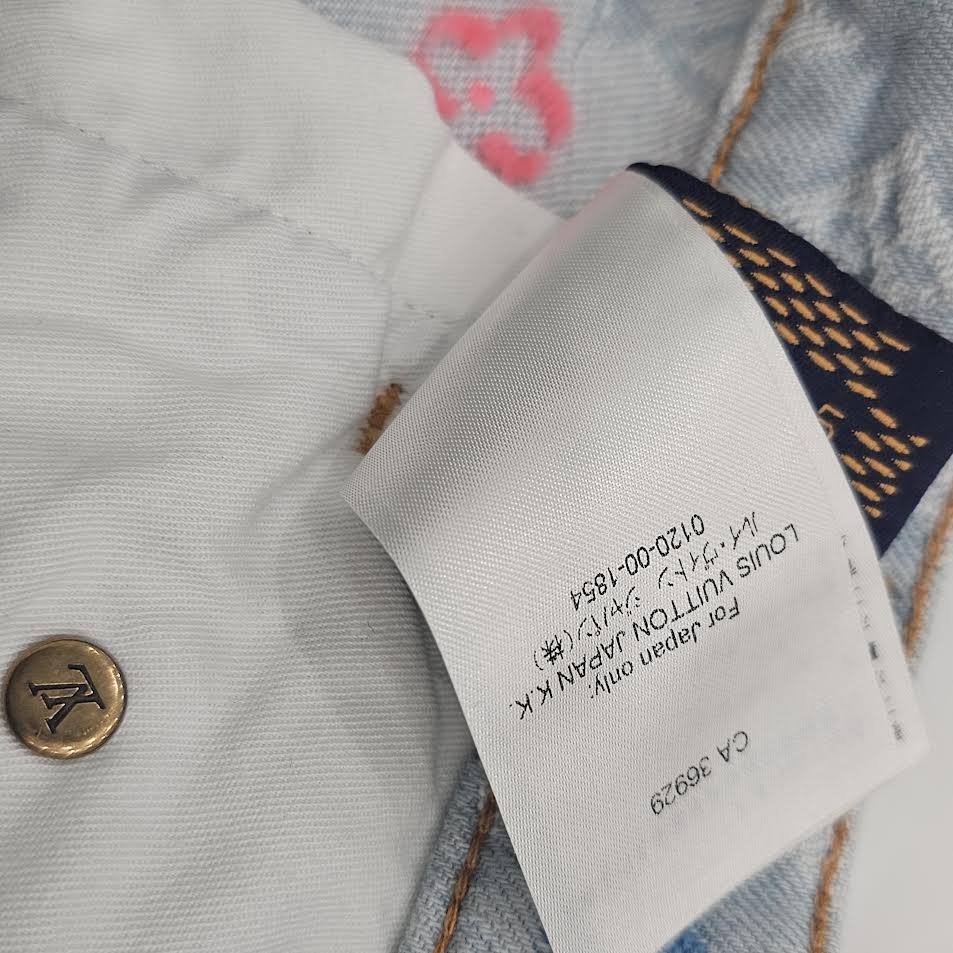 For Japan only:
LOUIS VUITTON JAPAN K.K.
ルイ・ヴィトン ジャパン(株)
0120-00-1854
CA 36929